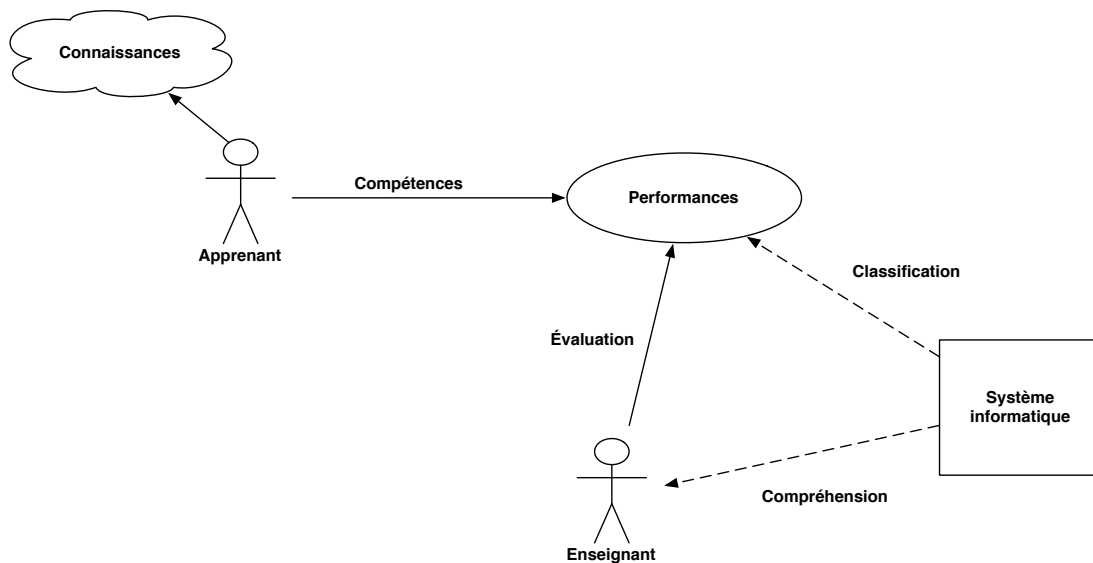 Connaissances
Compétences
Performances
Apprenant
Classification
Évaluation
Système
informatique
Compréhension
Enseignant